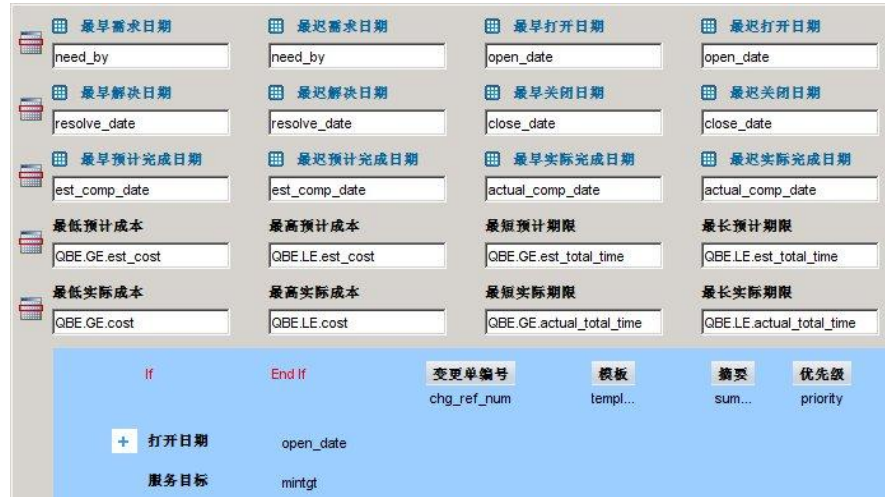 最早需求日期 最迟需求日期 最早打开日期 最迟打开日期
need_by need_by open_date open_date
最早解决日期 最迟解决日期 最早关闭日期 最迟关闭日期
resolve_date resolve_date close_date close_date
最早预计完成日期 最迟预计完成日期 最早实际完成日期 最迟实际完成日期
est_comp_date est_comp_date actual_comp_date actual_comp_date
最低预计成本 最高预计成本 最短预计期限 最长预计期限
QBE.GE.est_cost QBE.LE.est_cost QBE.GE.est_total_time QBE.LE.est_total_time
最低实际成本 最高实际成本 最短实际期限 最长实际期限
QBE.GE.cost QBE.LE.cost QBE.GE.actual_total_time QBE.LE.actual_total_time
If End If 变更单编号 模板 摘要 优先级
chg_ref_num templ... sum... priority
打开日期 open_date
服务目标 mintgt